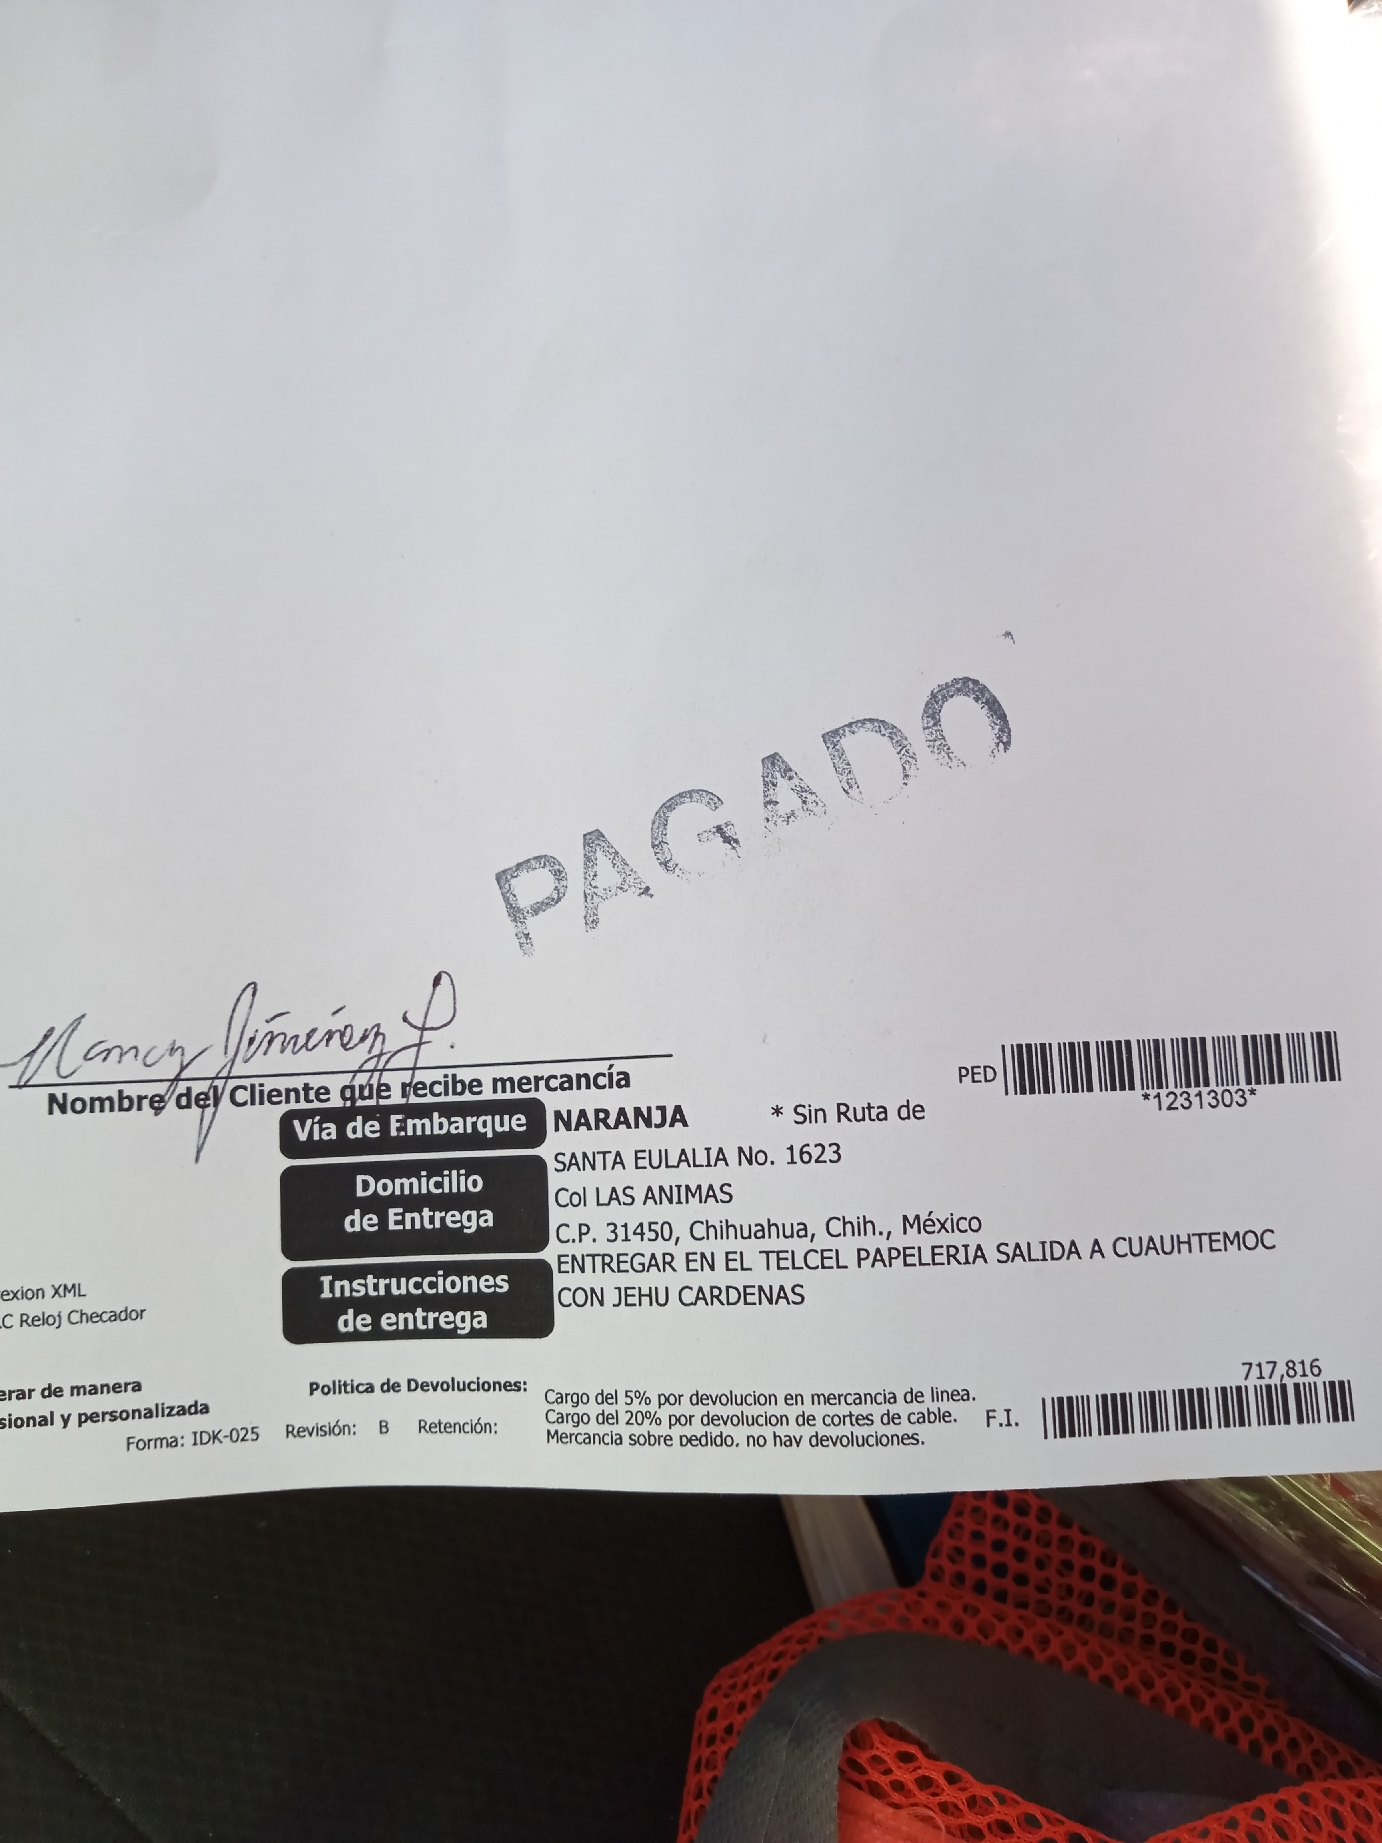 PAGADO
Nancy Jiménez P.
Nombre del Cliente que recibe mercancía
PED
*1231303*
Vía de Embarque NARANJA * Sin Ruta de
Domicilio de Entrega
SANTA EULALIA No. 1623
Col LAS ANIMAS
C.P. 31450, Chihuahua, Chih., México
Instrucciones de entrega
ENTREGAR EN EL TELCEL PAPELERIA SALIDA A CUAUHTEMOC
CON JEHU CARDENAS
exion XML
.C Reloj Checador
erar de manera
sional y personalizada
Forma: IDK-025 Revisión: B Retención:
Politica de Devoluciones:
Cargo del 5% por devolucion en mercancia de linea.
Cargo del 20% por devolucion de cortes de cable.
Mercancia sobre pedido, no hay devoluciones.
F.I.
717,816